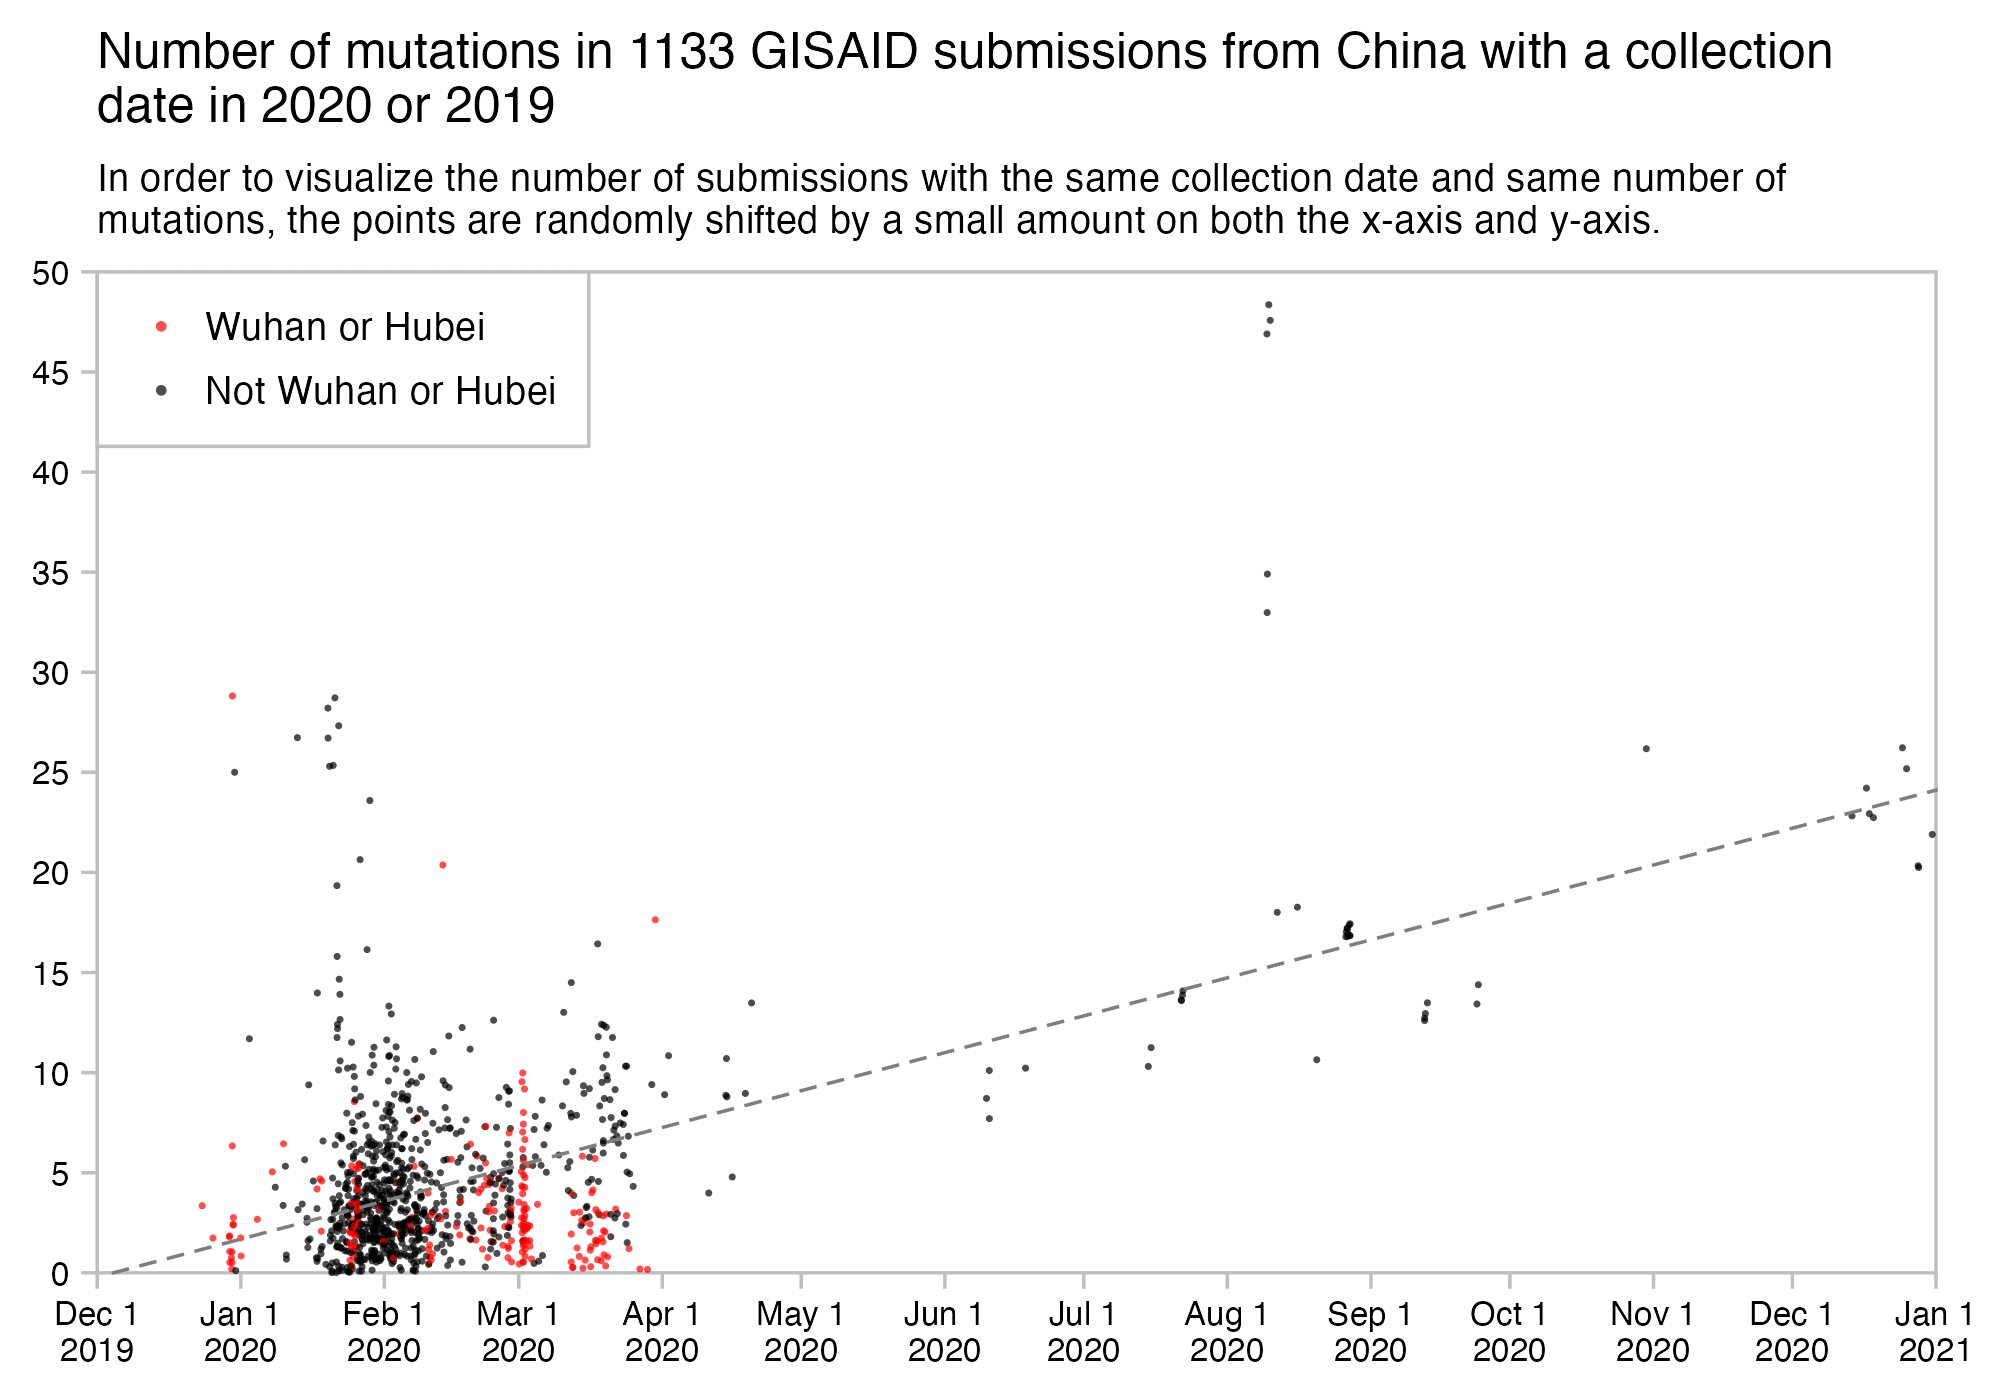 Number of mutations in 1133 GISAID submissions from China with a collection
date in 2020 or 2019
In order to visualize the number of submissions with the same collection date and same number of
mutations, the points are randomly shifted by a small amount on both the x-axis and y-axis.
50
45
40
35
30
25
20
15
10
5
0
Wuhan or Hubei
Not Wuhan or Hubei
Dec 1 Jan 1 Feb 1 Mar 1 Apr 1 May 1 Jun 1 Jul 1 Aug 1 Sep 1 Oct 1 Nov 1 Dec 1 Jan 1
2019 2020 2020 2020 2020 2020 2020 2020 2020 2020 2020 2020 2020 2021